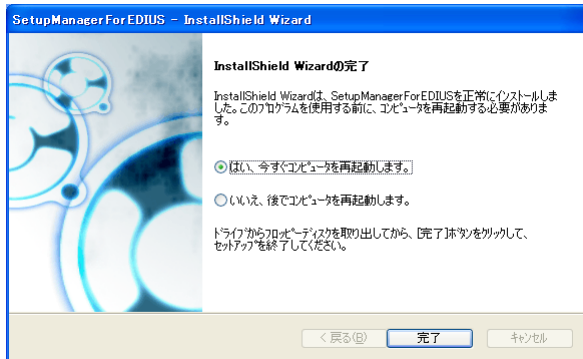 SetupManagerForEDIUS - InstallShield Wizard
InstallShield Wizardの完了
InstallShield Wizardは、SetupManagerForEDIUSを正常にインストールしま
した。このプログラムを使用する前に、コンピュータを再起動する必要がありま
す。
はい、今すぐコンピュータを再起動します。
いいえ、後でコンピュータを再起動します。
ドライブからフロッピーディスクを取り出してから、[完了]ボタンをクリックして、
セットアップを終了してください。
< 戻る(B)
完了
キャンセル